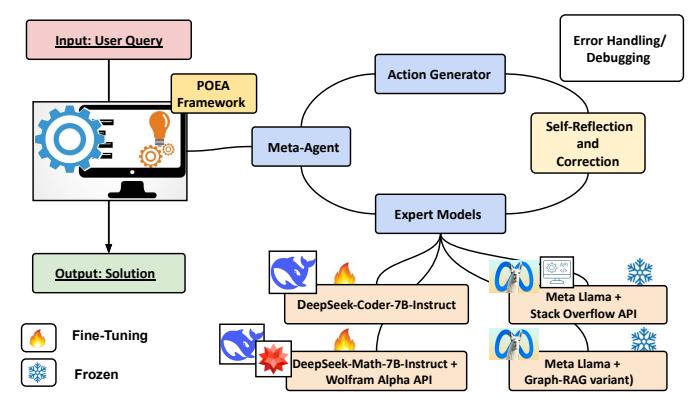 Input: User Query
POEA
Framework
Action Generator
Error Handling/
Debugging
Meta-Agent
Self-Reflection
and
Correction
Expert Models
Output: Solution
DeepSeek-Coder-7B-Instruct
Meta Llama +
Stack Overflow API
Fine-Tuning
DeepSeek-Math-7B-Instruct +
Wolfram Alpha API
Meta Llama +
Graph-RAG variant)
Frozen